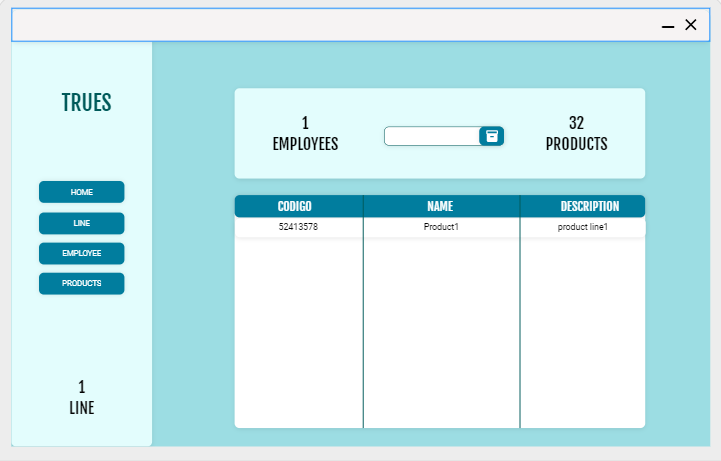 TRUES
HOME
LINE
EMPLOYEE
PRODUCTS
1
LINE
1
EMPLOYEES
32
PRODUCTS
CODIGO NAME DESCRIPTION
52413578 Product1 product line1